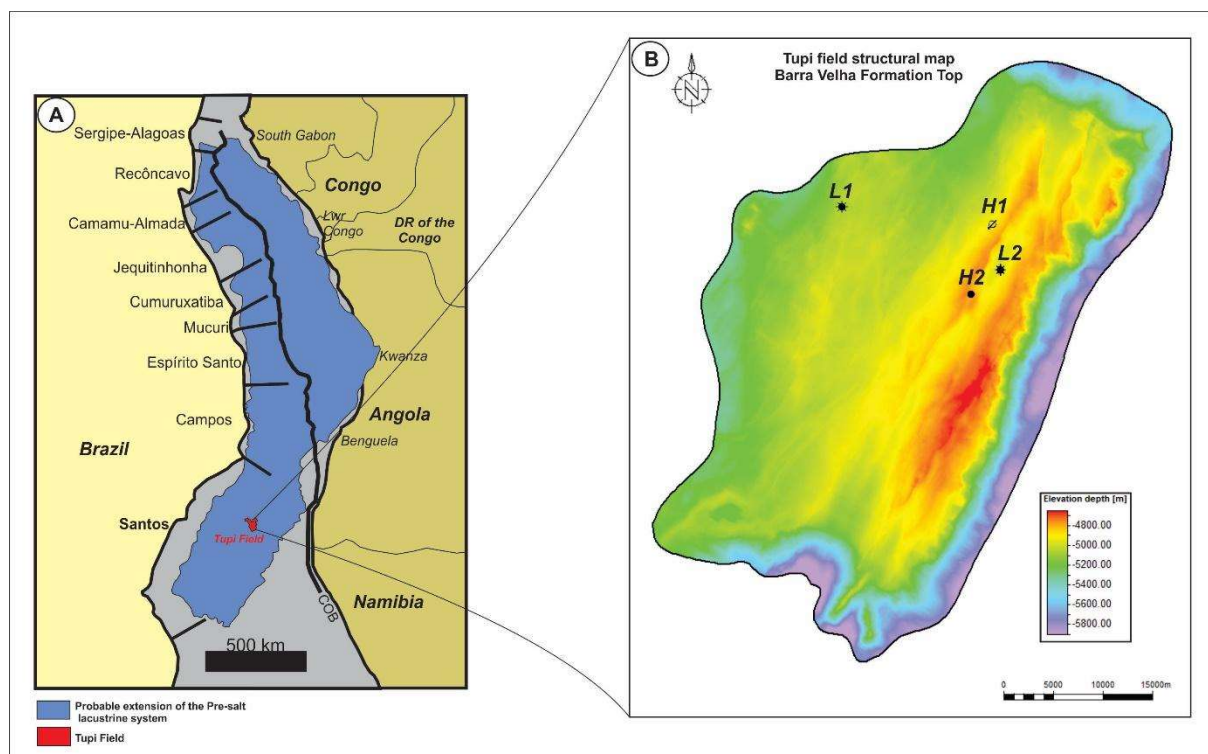 A
Sergipe-Alagoas
Recôncavo
Camamu-Almada
Jequitinhonha
Cumuruxatiba
Mucuri
Espírito Santo
Campos
Brazil
Santos
Tupi Field
South Gabon
Congo
Lwr
Congo
DR of the
Congo
Kwanza
Angola
Benguela
Namibia
COB
500 km
Probable extension of the Pre-salt
lacustrine system
Tupi Field
B
N
Tupi field structural map
Barra Velha Formation Top
L1
H1
L2
H2
Elevation depth [m]
-4800.00
-5000.00
-5200.00
-5400.00
-5600.00
-5800.00
0 5000 10000 15000m